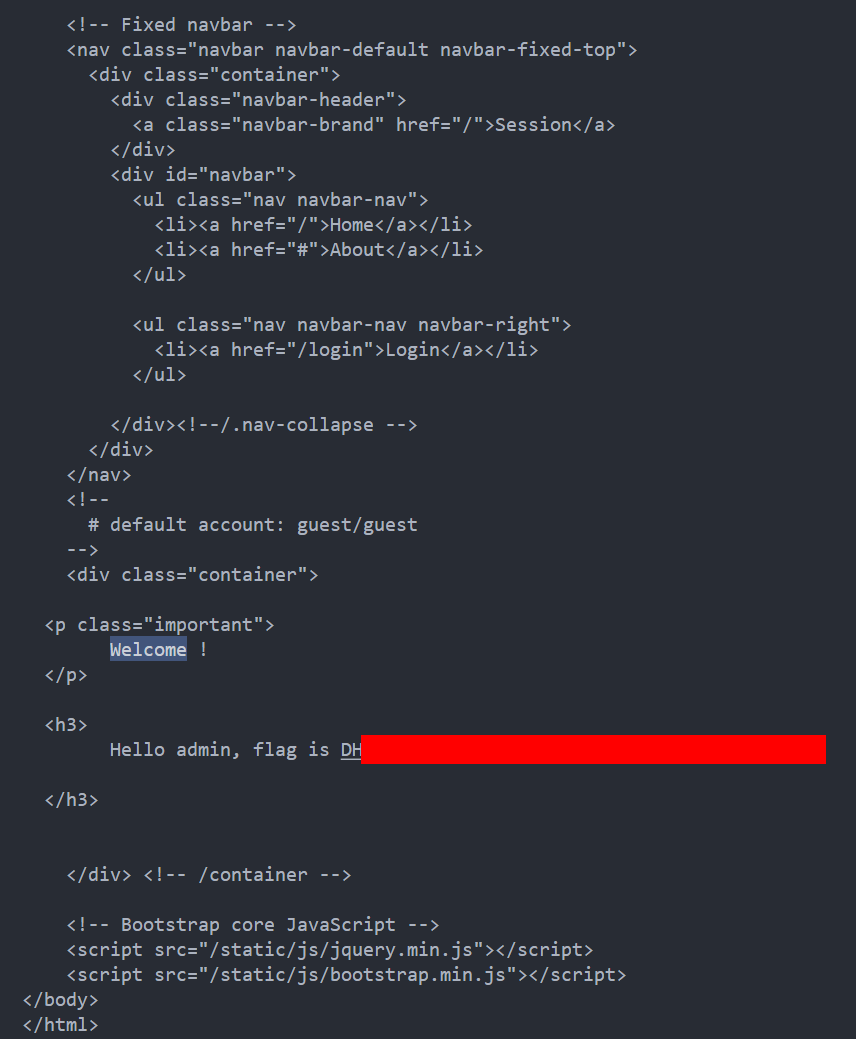 <!-- Fixed navbar -->
<nav class="navbar navbar-default navbar-fixed-top">
<div class="container">
<div class="navbar-header">
<a class="navbar-brand" href="/">Session</a>
</div>
<div id="navbar">
<ul class="nav navbar-nav">
<li><a href="/">Home</a></li>
<li><a href="#">About</a></li>
</ul>
<ul class="nav navbar-nav navbar-right">
<li><a href="/login">Login</a></li>
</ul>
</div><!--/.nav-collapse -->
</div>
</nav>
<!--
# default account: guest/guest
-->
<div class="container">
<p class="important">
Welcome !
</p>
<h3>
Hello admin, flag is DH
</h3>
</div> <!-- /container -->
<!-- Bootstrap core JavaScript -->
<script src="/static/js/jquery.min.js"></script>
<script src="/static/js/bootstrap.min.js"></script>
</body>
</html>